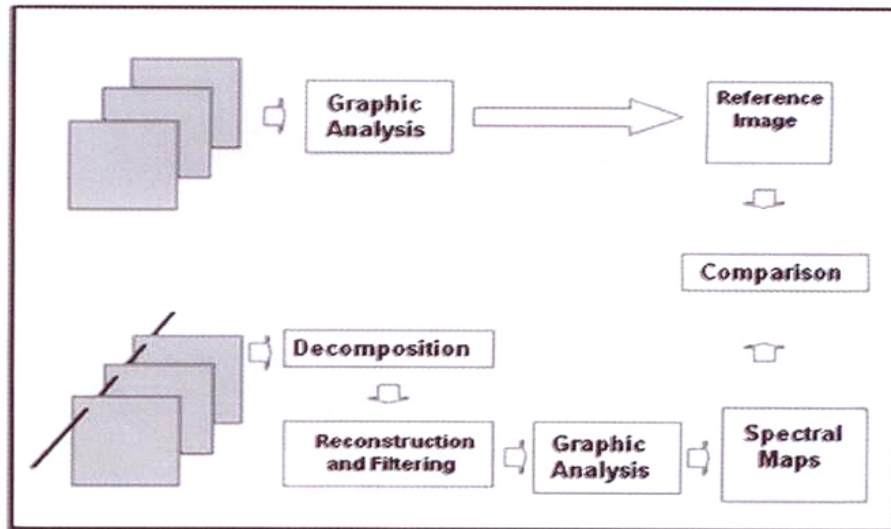 Graphic
Analysis
Reference
Image
Comparison
Decomposition
Reconstruction
and Filtering
Graphic
Analysis
Spectral
Maps